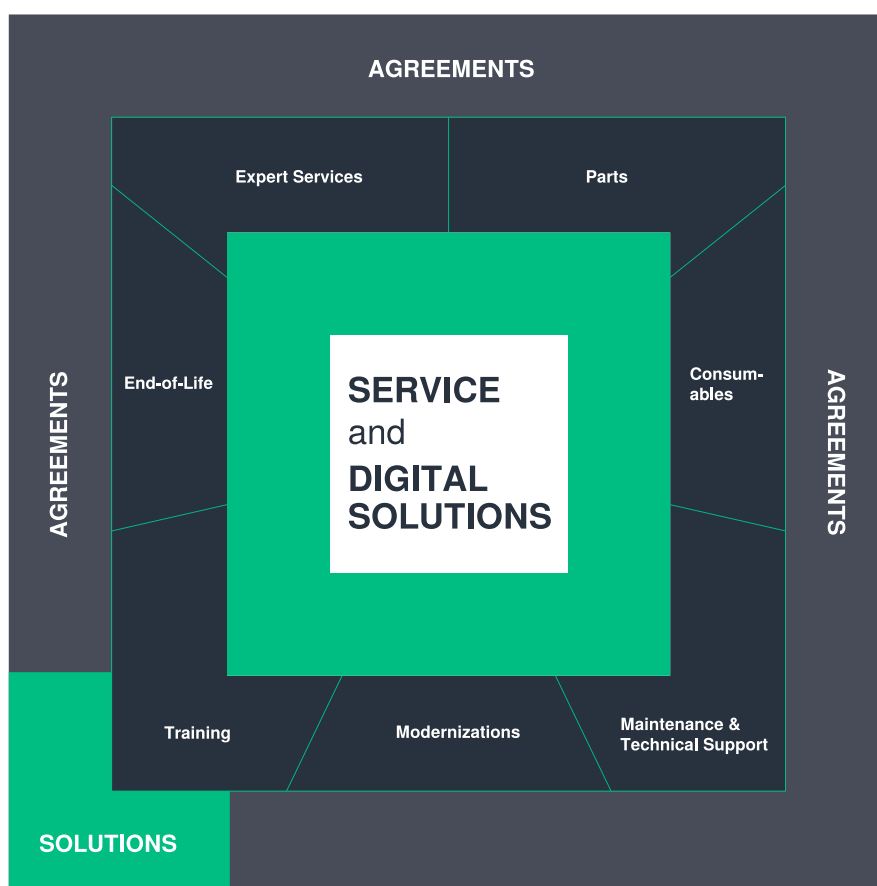 AGREEMENTS
Expert Services
Parts
End-of-Life
Consum-
ables
AGREEMENTS
AGREEMENTS
SERVICE
and
DIGITAL
SOLUTIONS
Training
Modernizations
Maintenance &
Technical Support
SOLUTIONS